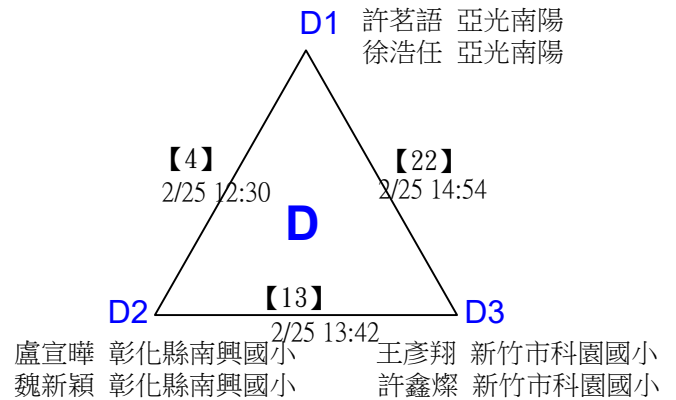 D1 許茗語 亞光南陽
徐浩任 亞光南陽
【4】 【22】
2/25 12:30 2/25 14:54
D
D2 【13】 D3
2/25 13:42
盧宣曄 彰化縣南興國小 王彥翔 新竹市科園國小
魏新穎 彰化縣南興國小 許鑫燦 新竹市科園國小